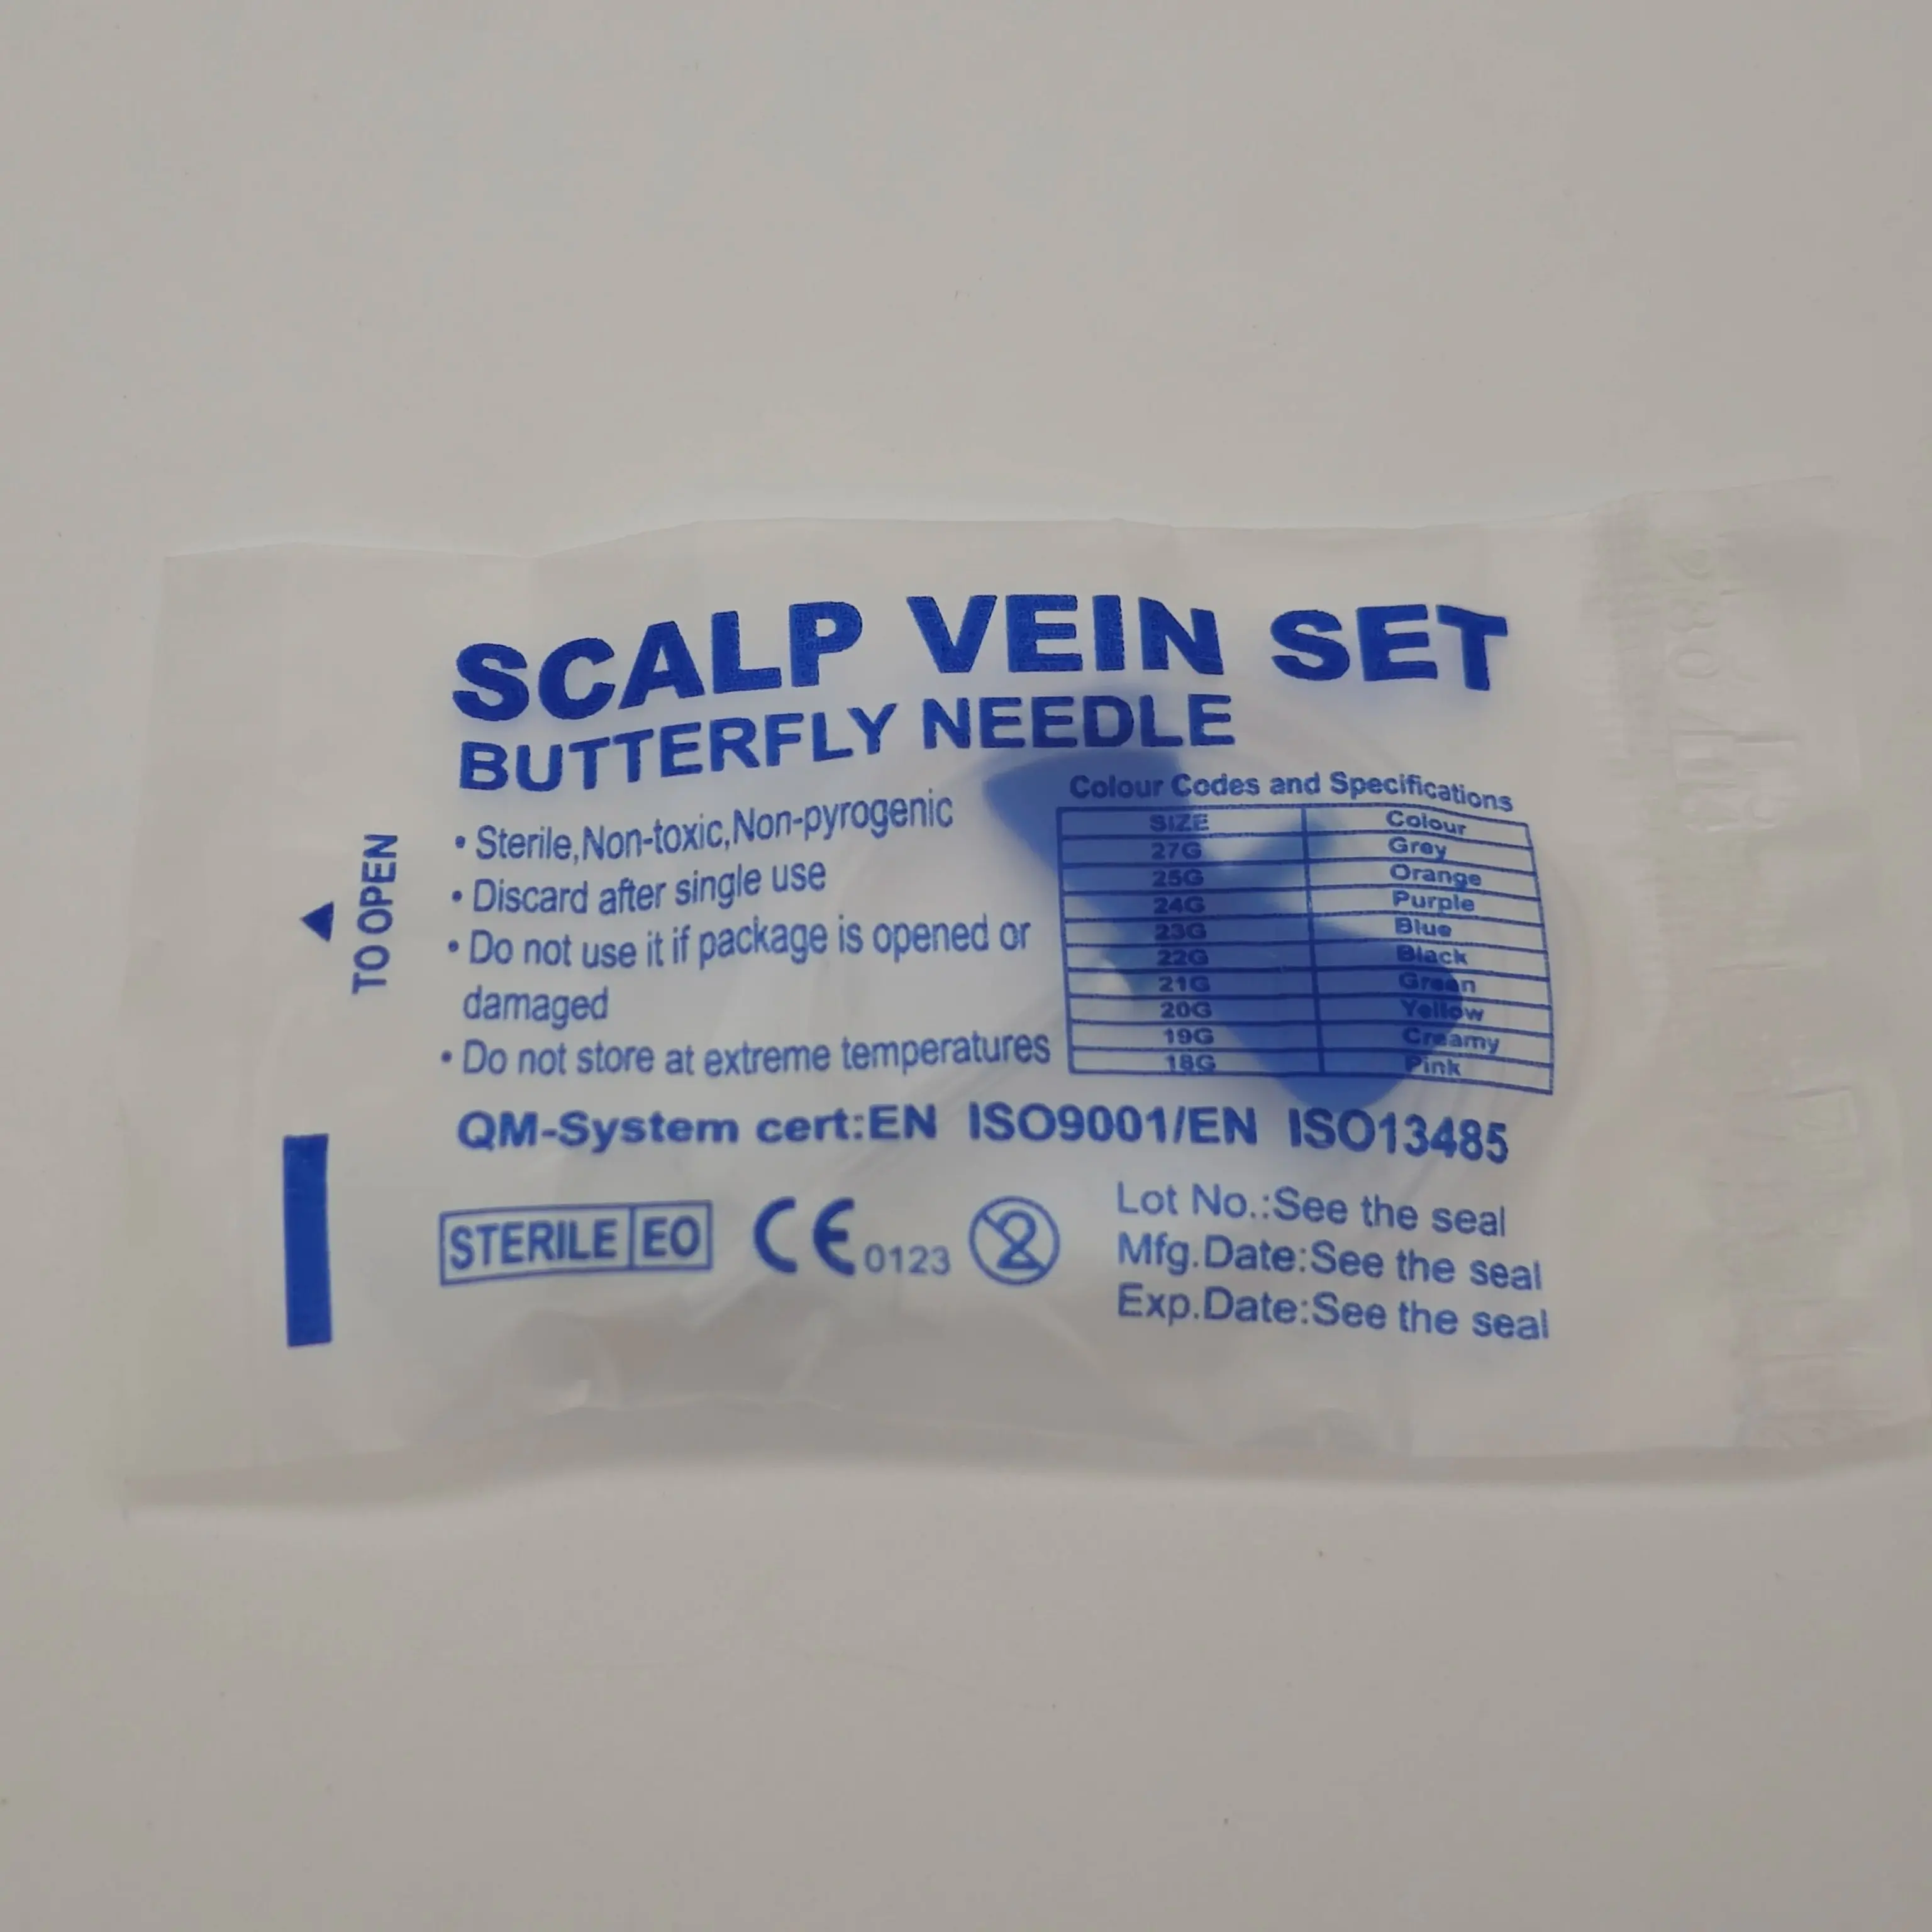 SCALP VEIN SET
BUTTERFLY NEEDLE
TO OPEN
• Sterile,Non-toxic,Non-pyrogenic
• Discard after single use
• Do not use it if package is opened or
damaged
• Do not store at extreme temperatures
Colour Codes and Specifications
SIZE Colour
27G Grey
25G Orange
24G Purple
23G Blue
22G Black
21G Green
20G Yellow
19G Creamy
18G Pink
QM-System cert:EN ISO9001/EN ISO13485
STERILE EO CE 0123 2
Lot No.:See the seal
Mfg.Date:See the seal
Exp.Date:See the seal